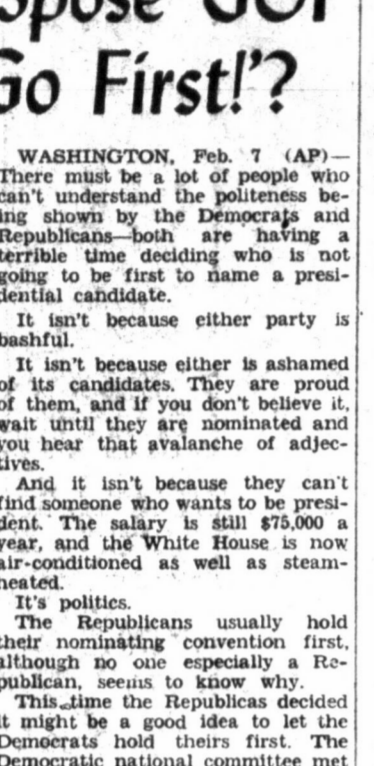 'Spose GOP
Go First!'?
WASHINGTON, Feb. 7 (AP)—
There must be a lot of people who
can't understand the politeness be-
ing shown by the Democrats and
Republicans—both are having a
terrible time deciding who is not
going to be first to name a presi-
dential candidate.
It isn't because either party is
bashful.
It isn't because either is ashamed
of its candidates. They are proud
of them, and if you don't believe it,
wait until they are nominated and
you hear that avalanche of adjec-
tives.
And it isn't because they can't
find someone who wants to be presi-
dent. The salary is still $75,000 a
year, and the White House is now
air-conditioned as well as steam-
heated.
It's politics.
The Republicans usually hold
their nominating convention first,
although no one especially a Re-
publican, seems to know why.
This time the Republicas decided
it might be a good idea to let the
Democrats hold theirs first. The
Democratic national committee met